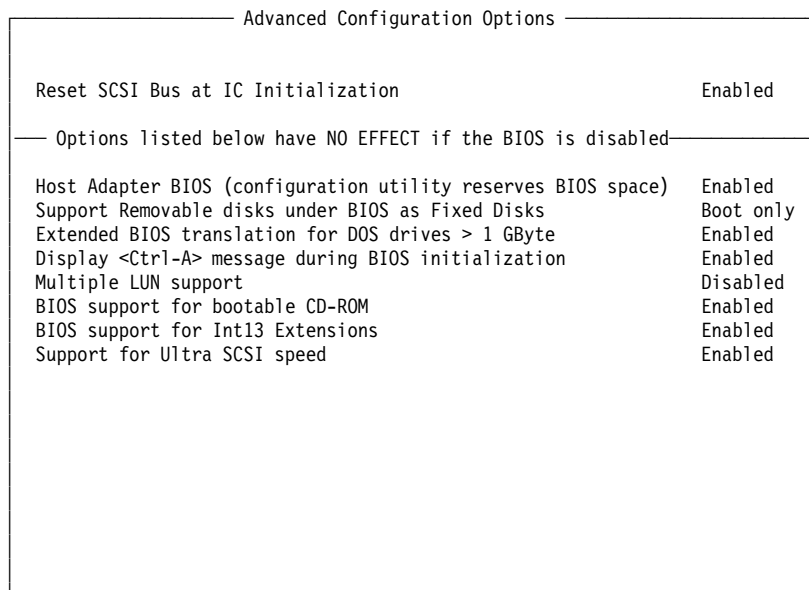 Advanced Configuration Options
Reset SCSI Bus at IC Initialization Enabled
Options listed below have NO EFFECT if the BIOS is disabled
Host Adapter BIOS (configuration utility reserves BIOS space) Enabled
Support Removable disks under BIOS as Fixed Disks Boot only
Extended BIOS translation for DOS drives > 1 GByte Enabled
Display <Ctrl-A> message during BIOS initialization Enabled
Multiple LUN support Disabled
BIOS support for bootable CD-ROM Enabled
BIOS support for Int13 Extensions Enabled
Support for Ultra SCSI speed Enabled